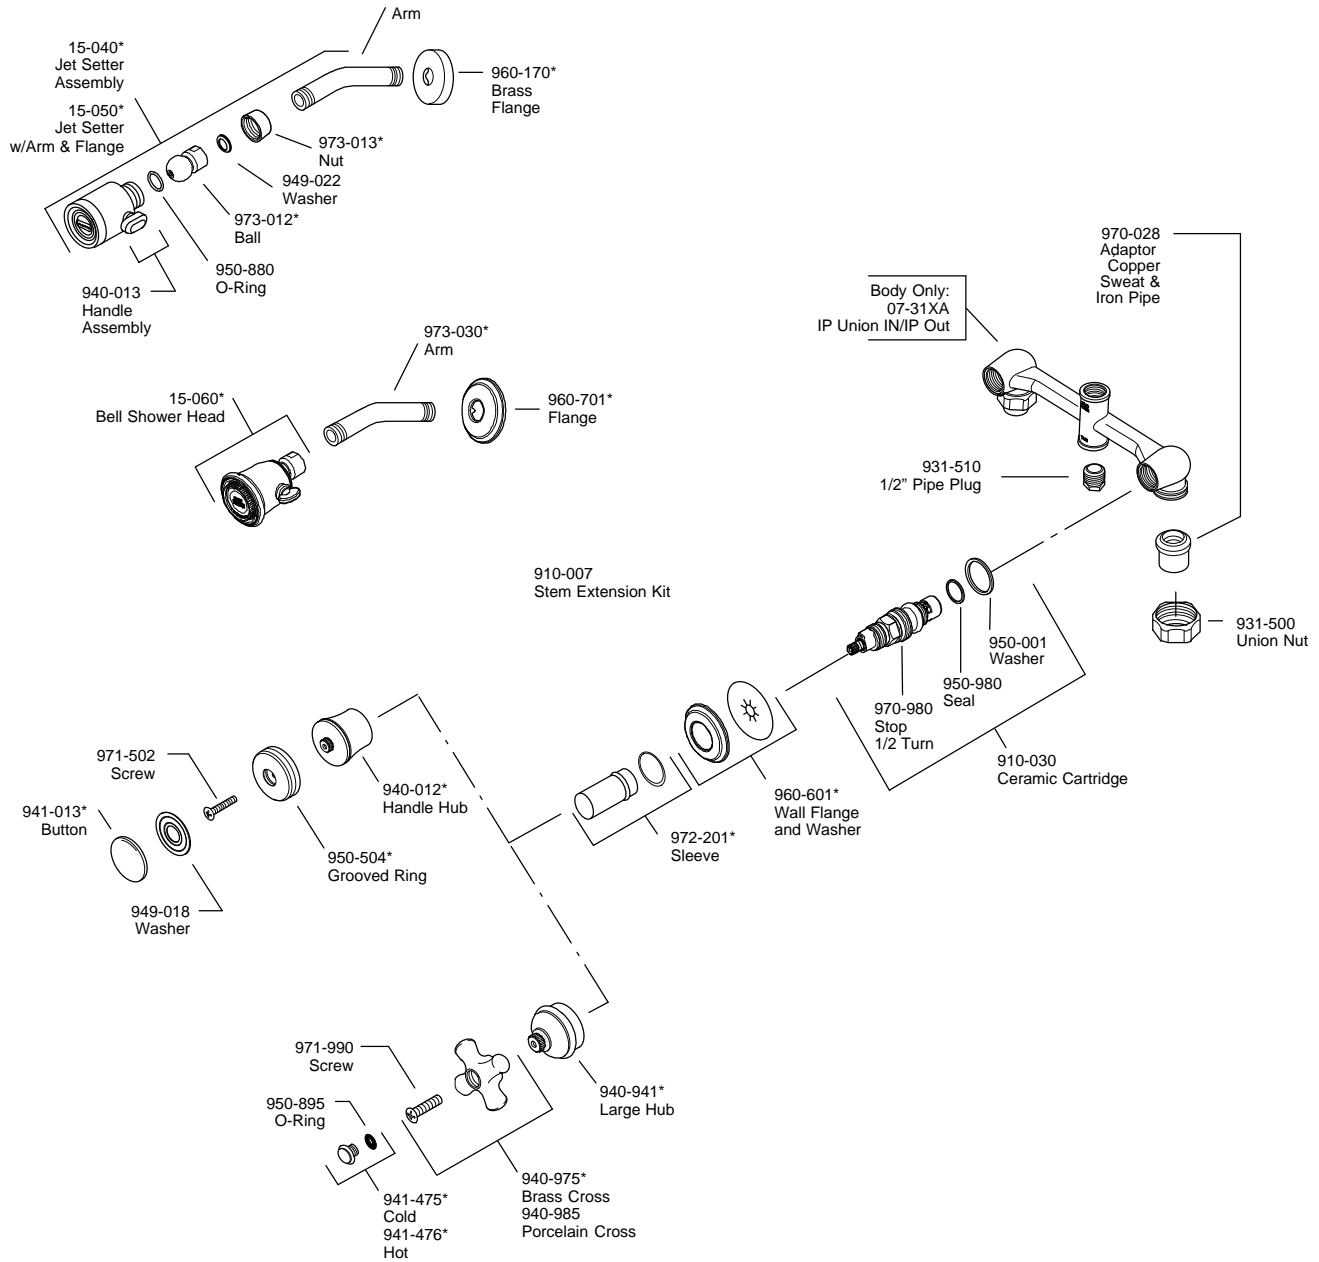 Arm
15-040*
Jet Setter
Assembly
15-050*
Jet Setter
w/Arm & Flange
960-170*
Brass
Flange
973-013*
Nut
949-022
Washer
973-012*
Ball
950-880
O-Ring
940-013
Handle
Assembly
970-028
Adaptor
Copper
Sweat &
Iron Pipe
Body Only:
07-31XA
IP Union IN/IP Out
973-030*
Arm
15-060*
Bell Shower Head
960-701*
Flange
931-510
1/2” Pipe Plug
910-007
Stem Extension Kit
931-500
Union Nut
950-001
Washer
950-980
Seal
970-980
Stop
1/2 Turn
910-030
Ceramic Cartridge
971-502
Screw
941-013*
Button
940-012*
Handle Hub
960-601*
Wall Flange
and Washer
972-201*
Sleeve
950-504*
Grooved Ring
949-018
Washer
971-990
Screw
940-941*
Large Hub
950-895
O-Ring
940-975*
Brass Cross
940-985
Porcelain Cross
941-475*
Cold
941-476*
Hot